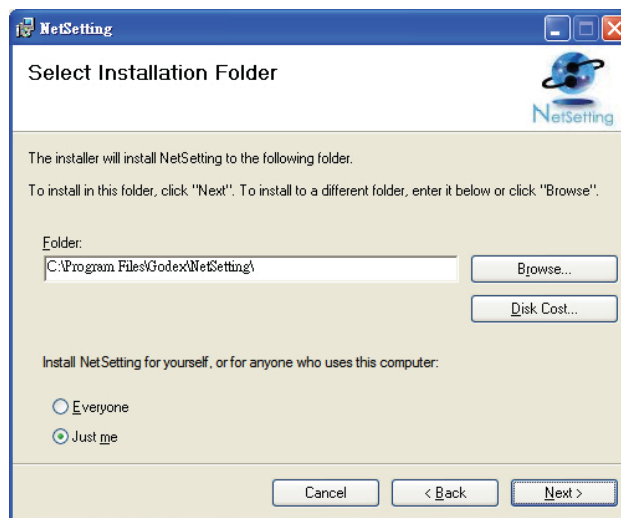 NetSetting
Select Installation Folder
NetSetting
The installer will install NetSetting to the following folder.
To install in this folder, click "Next". To install to a different folder, enter it below or click "Browse".
Folder:
C:\Program Files\Godex\NetSetting\
Browse...
Disk Cost...
Install NetSetting for yourself, or for anyone who uses this computer:
Everyone
Just me
Cancel
< Back
Next >